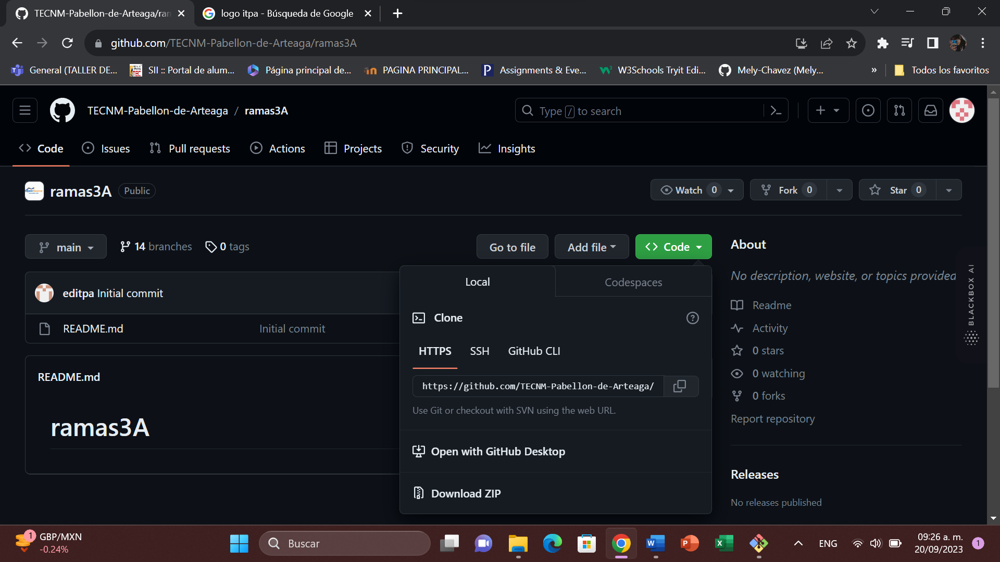 TECNM-Pabellon-de-Arteaga/ran
logo itpa - Búsqueda de Google
github.com/TECNM-Pabellon-de-Arteaga/ramas3A
General (TALLER DE...
SII :: Portal de alum...
Página principal de...
PAGINA PRINCIPAL...
Assignments & Eve...
W3Schools Tryit Edi...
Mely-Chavez (Mely...
»
Todos los favoritos
TECNM-Pabellon-de-Arteaga / ramas3A
Type / to search
Code
Issues
Pull requests
Actions
Projects
Security
Insights
ramas3A
Public
Watch 0
Fork 0
Star 0
main
14 branches
0 tags
Go to file
Add file
Code
editpa Initial commit
README.md
Initial commit
README.md
ramas3A
Local
Codespaces
Clone
HTTPS
SSH
GitHub CLI
https://github.com/TECNM-Pabellon-de-Arteaga/
Use Git or checkout with SVN using the web URL.
Open with GitHub Desktop
Download ZIP
About
No description, website, or topics provided
Readme
Activity
0 stars
0 watching
0 forks
Report repository
Releases
No releases published
BLACKBOX AI
1
GBP/MXN
-0.24%
Buscar
ENG
09:26 a. m.
20/09/2023
1